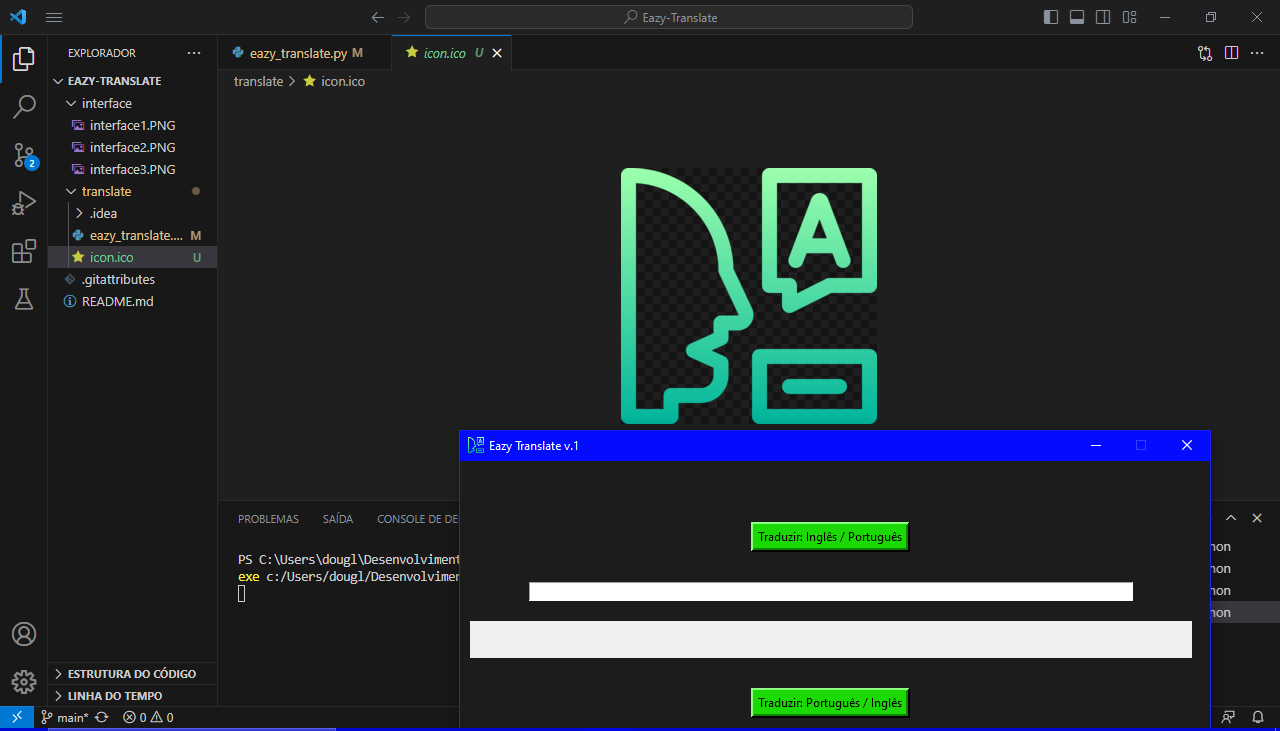 Eazy-Translate
EXPLORADOR
EAZY-TRANSLATE
interface
interface1.PNG
interface2.PNG
interface3.PNG
translate
.idea
eazy_translate.... M
icon.ico U
.gitattributes
README.md
2
ESTRUTURA DO CÓDIGO
LINHA DO TEMPO
eazy_translate.py M
icon.ico U
translate > icon.ico
A
PROBLEMAS SAÍDA CONSOLE DE DE
PS C:\Users\dougl\Desenvolviment
exe c:/Users/dougl/Desenvolvimen
hon
hon
hon
hon
Eazy Translate v.1
Traduzir: Inglês / Português
Traduzir: Português / Inglês
main* 0 0